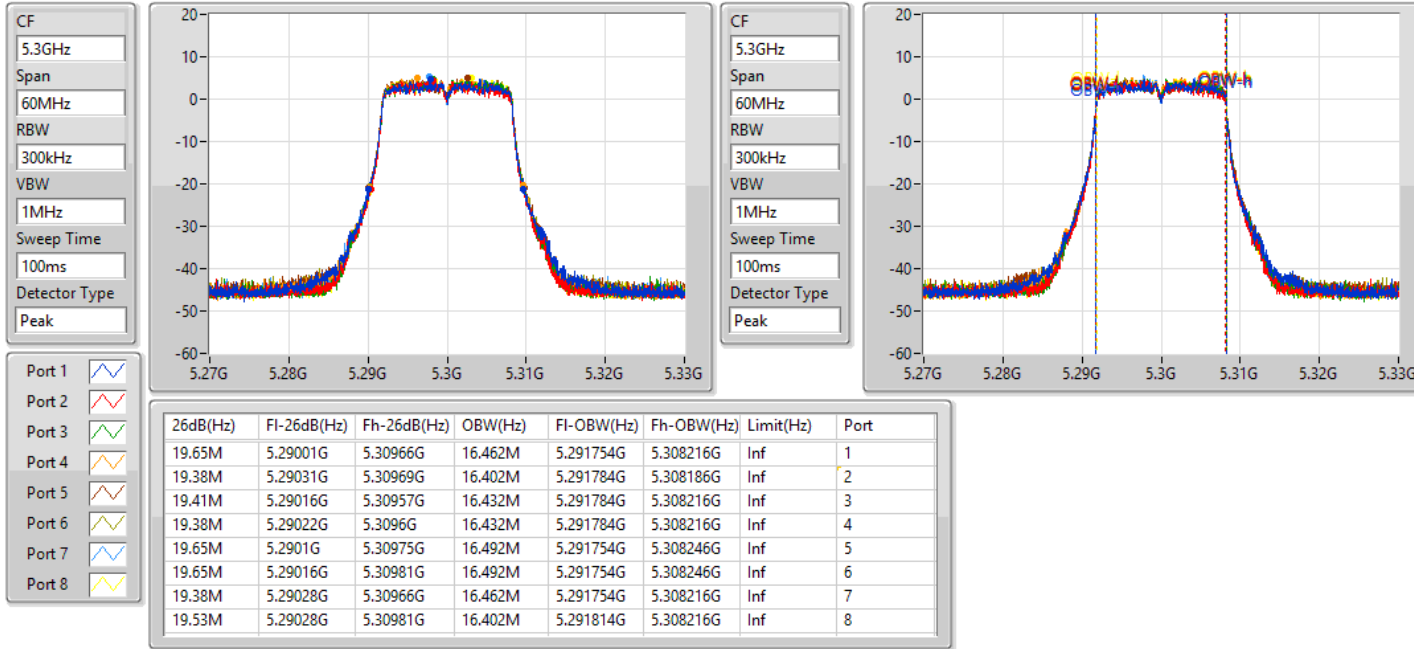 CF
5.3GHz
Span
60MHz
RBW
300kHz
VBW
1MHz
Sweep Time
100ms
Detector Type
Peak
20
10
0
-10
-20
-30
-40
-50
-60
5.27G 5.28G 5.29G 5.3G 5.31G 5.32G 5.33G
CF
5.3GHz
Span
60MHz
RBW
300kHz
VBW
1MHz
Sweep Time
100ms
Detector Type
Peak
20
10
0
-10
-20
-30
-40
-50
-60
OBW-h
5.27G 5.28G 5.29G 5.3G 5.31G 5.32G 5.33G
Port 1
Port 2
Port 3
Port 4
Port 5
Port 6
Port 7
Port 8
26dB(Hz) Fl-26dB(Hz) Fh-26dB(Hz) OBW(Hz) Fl-OBW(Hz) Fh-OBW(Hz) Limit(Hz) Port
19.65M 5.29001G 5.30966G 16.462M 5.291754G 5.308216G Inf 1
19.38M 5.29031G 5.30969G 16.402M 5.291784G 5.308186G Inf 2
19.41M 5.29016G 5.30957G 16.432M 5.291784G 5.308216G Inf 3
19.38M 5.29022G 5.3096G 16.432M 5.291784G 5.308216G Inf 4
19.65M 5.2901G 5.30975G 16.492M 5.291754G 5.308246G Inf 5
19.65M 5.29016G 5.30981G 16.492M 5.291754G 5.308246G Inf 6
19.38M 5.29028G 5.30966G 16.462M 5.291754G 5.308216G Inf 7
19.53M 5.29028G 5.30981G 16.402M 5.291814G 5.308216G Inf 8